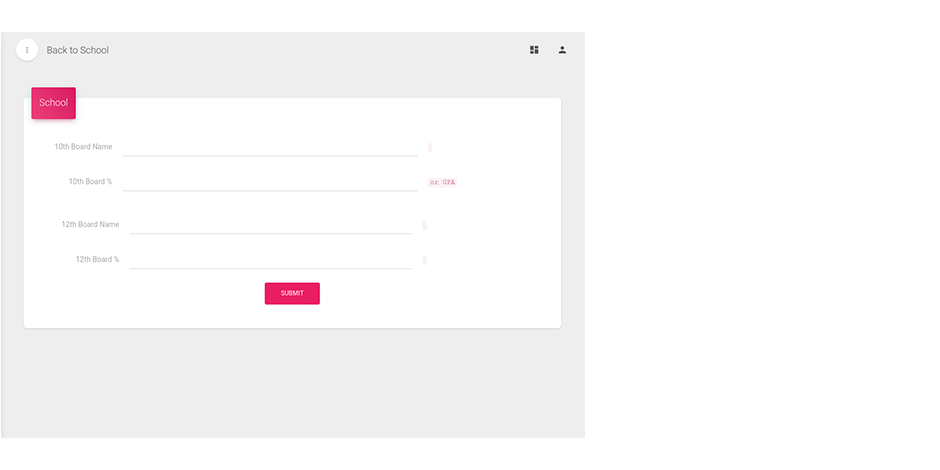 Back to School
School
10th Board Name
10th Board % or GPA
12th Board Name
12th Board %
SUBMIT